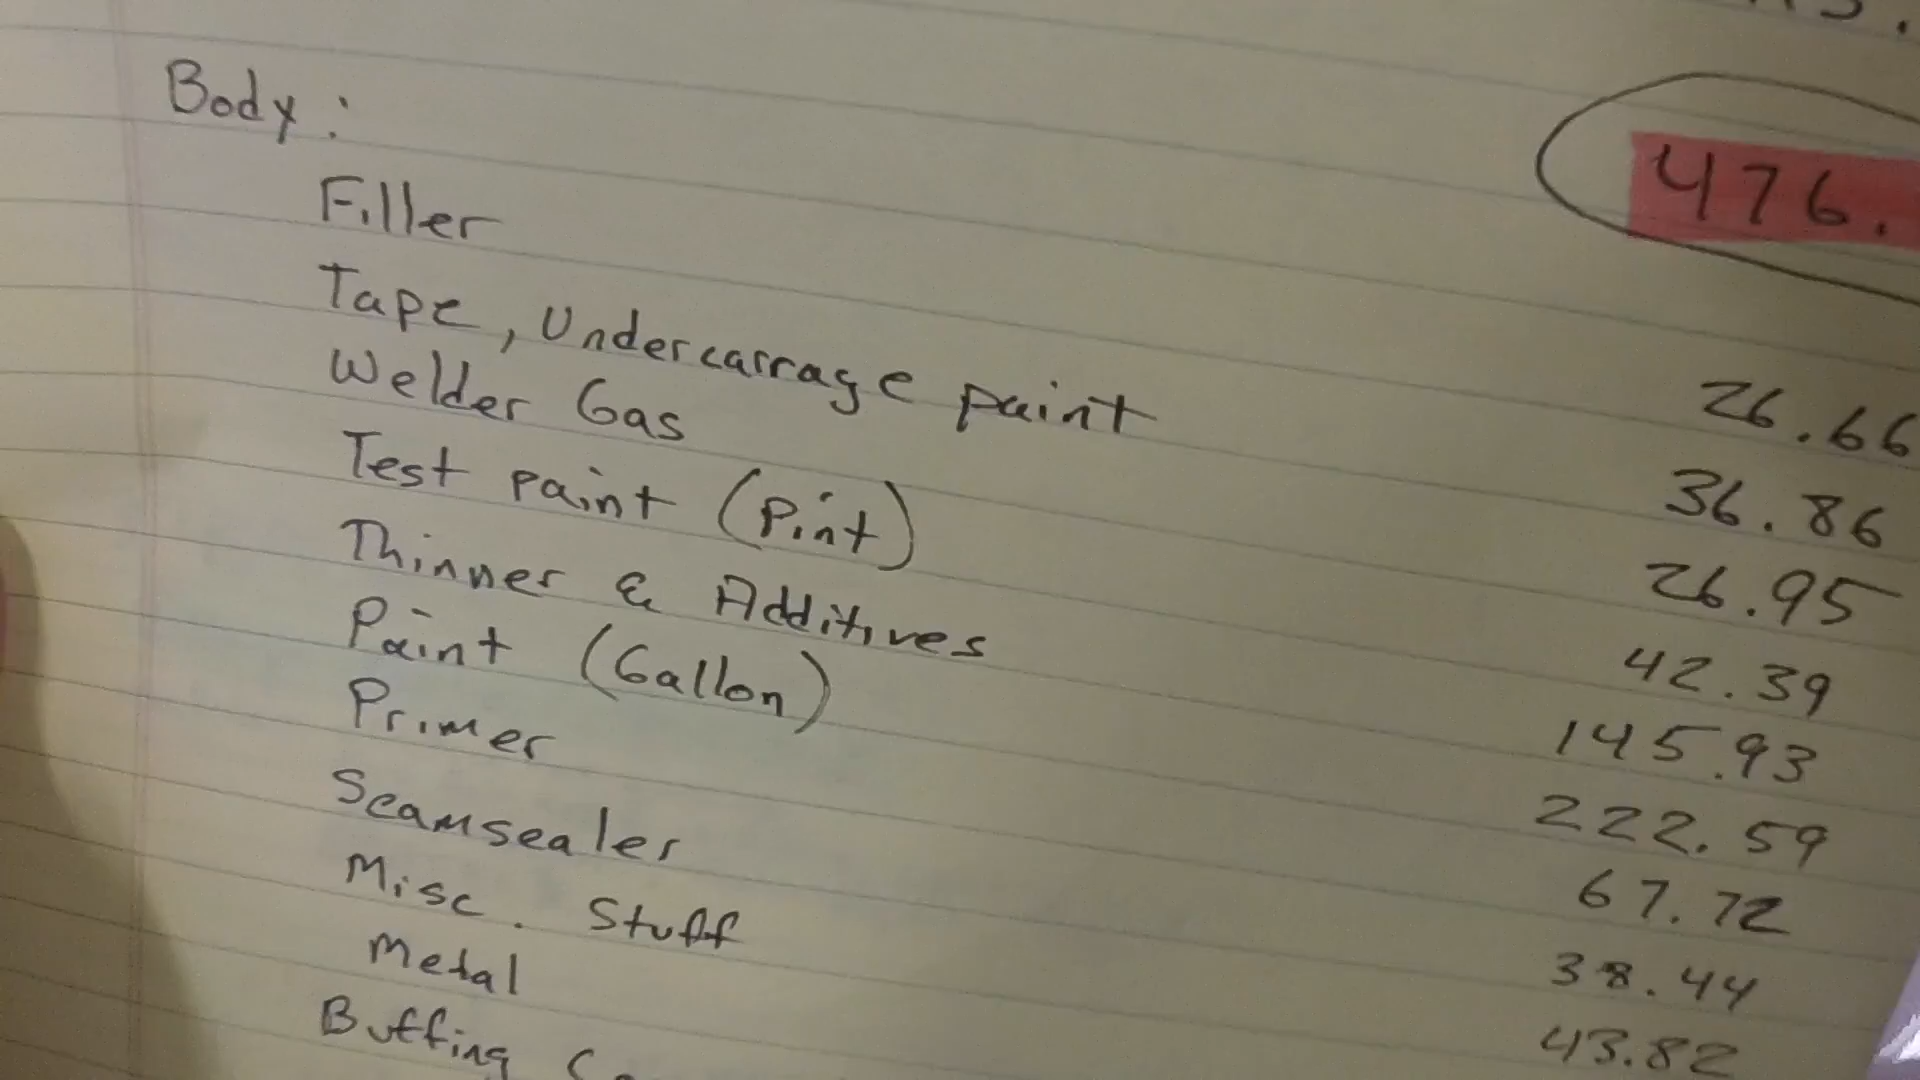 476.
Body:
Filler 26.66
Tape, Undercarrage paint 36.86
Welder Gas 26.95
Test paint (Pint) 42.39
Thinner & Additives 145.93
Paint (Gallon) 222.59
Primer 67.72
Seamsealer 38.44
Misc. Stuff 43.82
Metal
Buffing